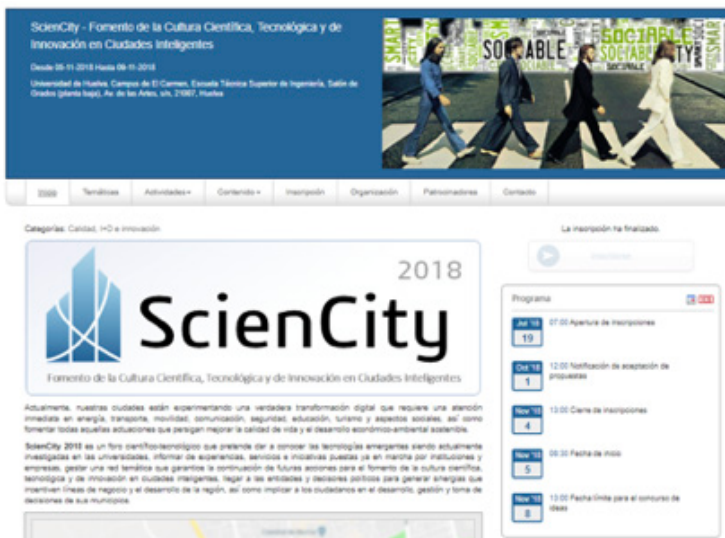 ScienCity - Fomento de la Cultura Científica, Tecnológica y de
Innovación en Ciudades Inteligentes
Desde 05-11-2018 Hasta 09-11-2018
Universidad de Huelva, Campus de El Carmen, Escuela Técnica Superior de Ingeniería, Salón de
Grados (planta baja), Av. de las Artes, s/n, 21007, Huelva
SMART
SOCIABLE
SOCIABLE
SOCIABLE
CITY
SOCIABLE
SMART
Inicio Temáticas Actividades Contenido Inscripción Organización Patrocinadores Contacto
Categorías: Calidad, I+D e innovación
2018
ScienCity
Fomento de la Cultura Científica, Tecnológica y de Innovación en Ciudades Inteligentes
Actualmente, nuestras ciudades están experimentando una verdadera transformación digital que requiere una atención
inmediata en energía, transporte, movilidad, comunicación, seguridad, educación, turismo y aspectos sociales, así como
fomentar todas aquellas actuaciones que persigan mejorar la calidad de vida y el desarrollo económico-ambiental sostenible.
ScienCity 2018 es un foro científico-tecnológico que pretende dar a conocer las tecnologías emergentes siendo actualmente
investigadas en las universidades, informar de experiencias, servicios e iniciativas puestas ya en marcha por instituciones y
empresas, gestar una red temática que garantice la continuación de futuras acciones para el fomento de la cultura científica,
tecnológica y de innovación en ciudades inteligentes, llegar a las entidades y decisores políticos para generar sinergias que
incentiven líneas de negocio y el desarrollo de la región, así como implicar a los ciudadanos en el desarrollo, gestión y toma de
decisiones de sus municipios.
La inscripción ha finalizado.
Programa
Jul '18
19
07:00 Apertura de inscripciones
Oct '18
1
12:00 Notificación de aceptación de
propuestas
Nov '18
4
13:00 Cierre de inscripciones
Nov '18
5
08:30 Fecha de inicio
Nov '18
8
13:00 Fecha límite para el concurso de
ideas